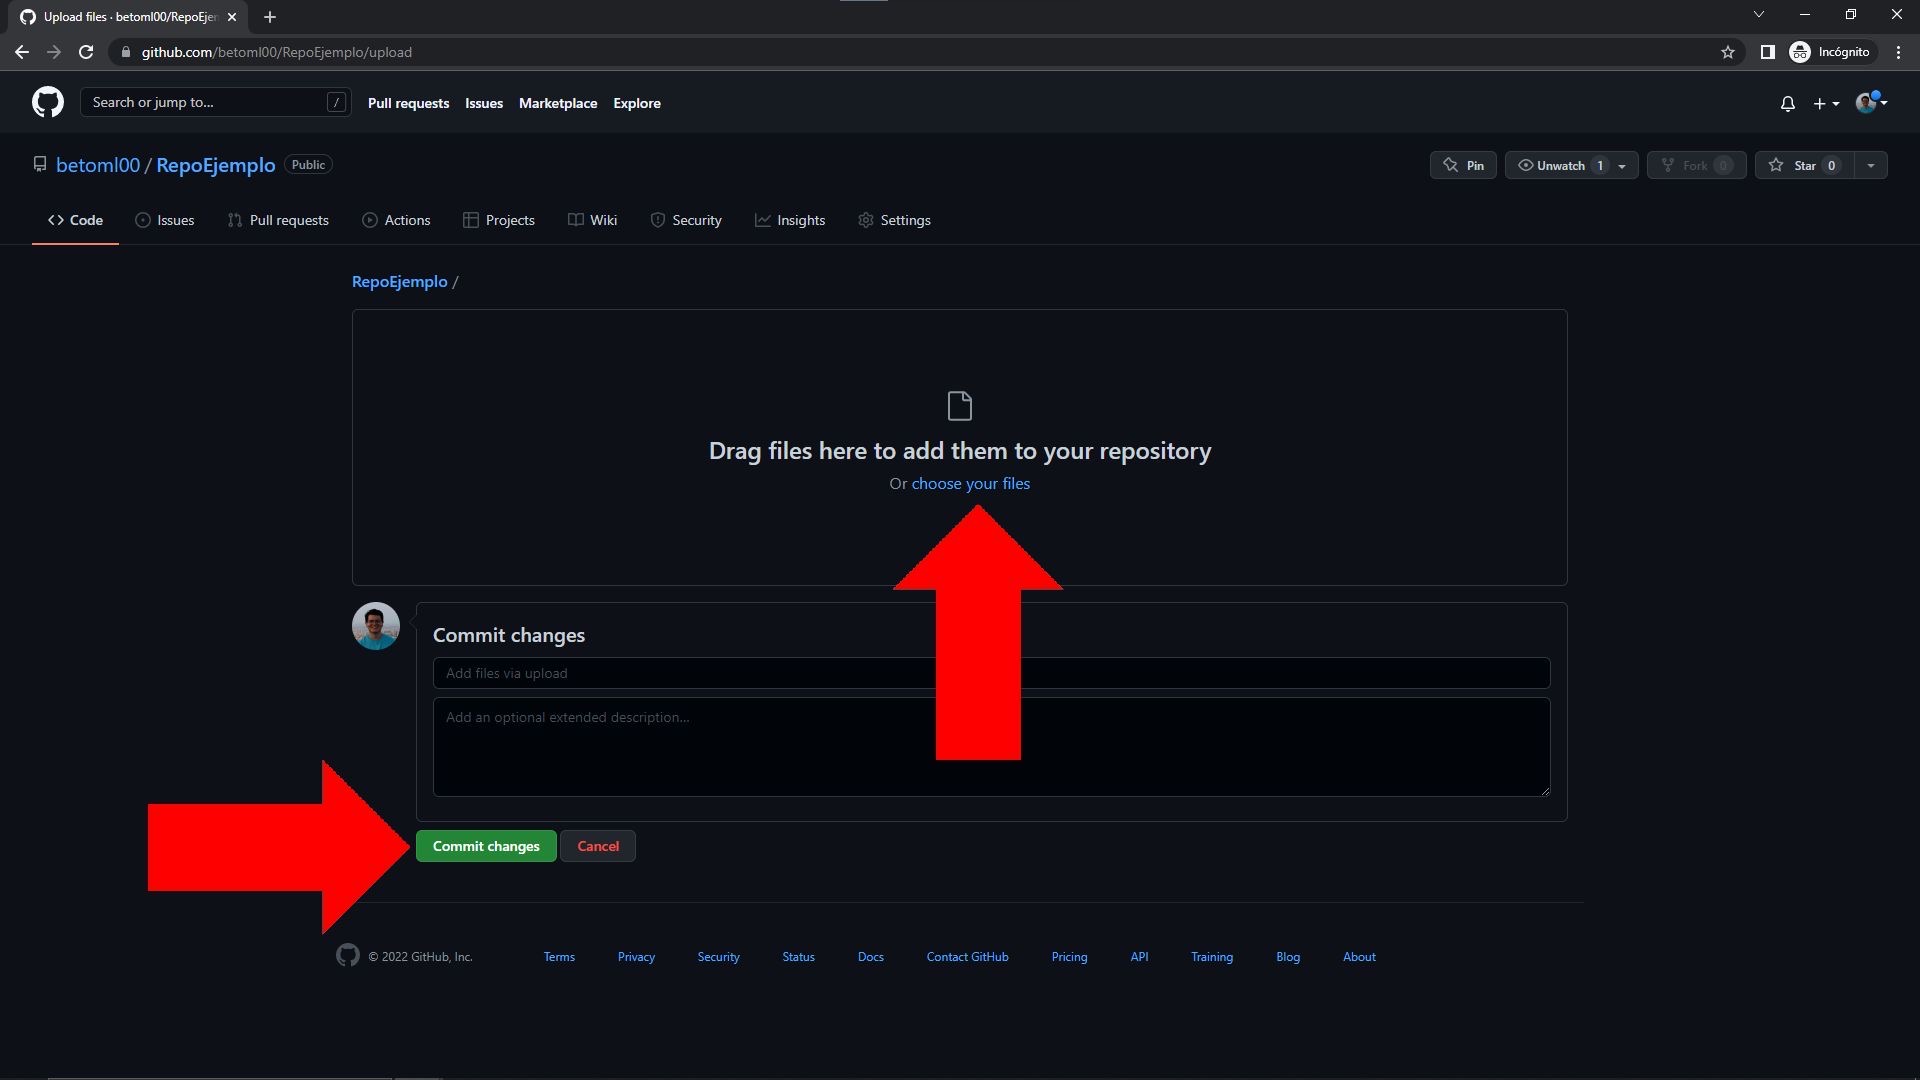 Upload files · betoml00/RepoEjem
github.com/betoml00/RepoEjemplo/upload
Incógnito
Search or jump to...
/
Pull requests
Issues
Marketplace
Explore
betoml00 / RepoEjemplo
Public
Pin
Unwatch 1
Fork 0
Star 0
Code
Issues
Pull requests
Actions
Projects
Wiki
Security
Insights
Settings
RepoEjemplo /
Drag files here to add them to your repository
Or choose your files
Commit changes
Add files via upload
Add an optional extended description...
Commit changes
Cancel
© 2022 GitHub, Inc.
Terms
Privacy
Security
Status
Docs
Contact GitHub
Pricing
API
Training
Blog
About